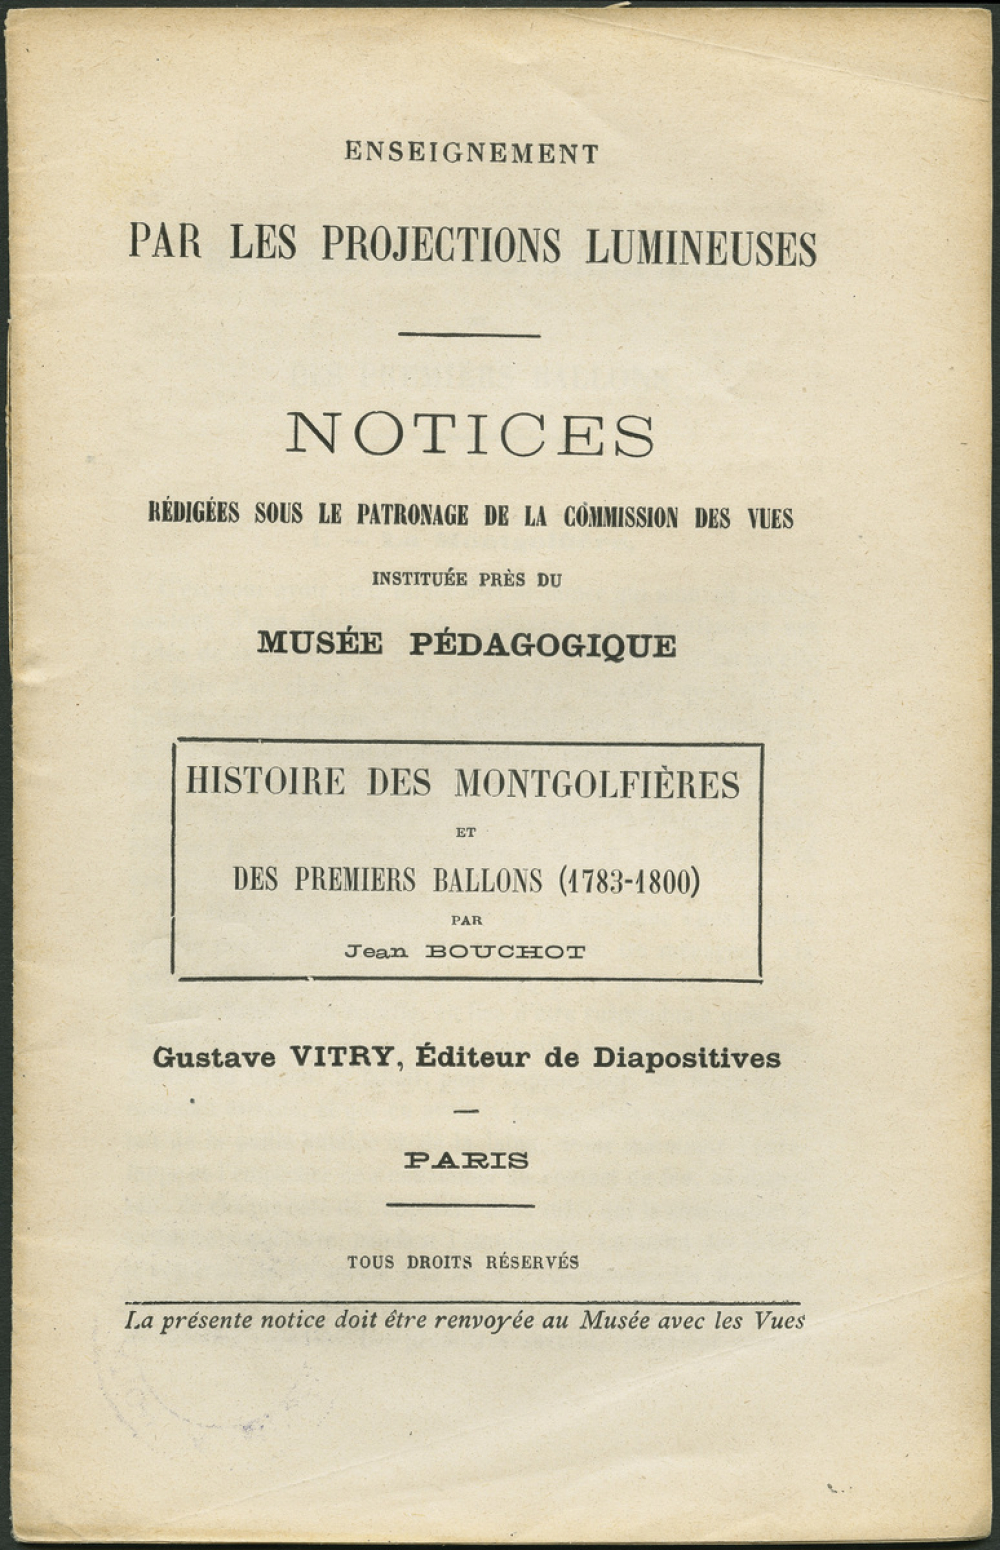 ENSEIGNEMENT
PAR LES PROJECTIONS LUMINEUSES
NOTICES
RÉDIGÉES SOUS LE PATRONAGE DE LA COMMISSION DES VUES
INSTITUÉE PRÈS DU
MUSÉE PÉDAGOGIQUE
HISTOIRE DES MONTGOLFIÈRES
ET
DES PREMIERS BALLONS (1783-1800)
PAR
Jean BOUCHOT
Gustave VITRY, Éditeur de Diapositives
PARIS
TOUS DROITS RÉSERVÉS
La présente notice doit être renvoyée au Musée avec les Vues